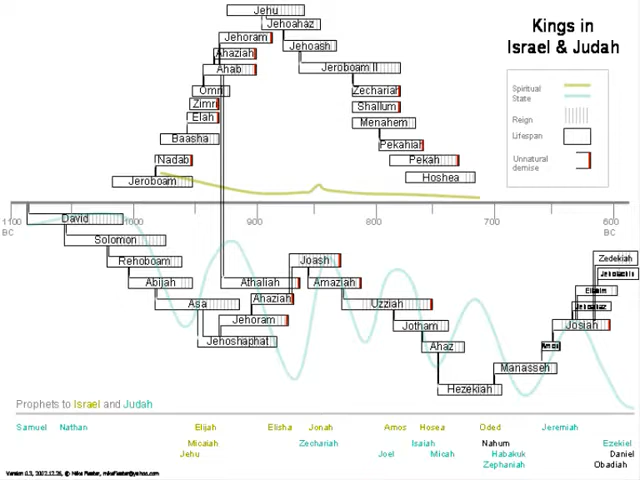 Kings in
Israel & Judah
Spiritual
State
Reign
Lifespan
Unnatural
demise
Jehu
Jehoahaz
Jehoram
Jehoash
Ahaziah
Ahab
Jeroboam II
Omri
Zechariah
Zimri
Shallum
Elah
Menahem
Baasha
Pekahiah
Nadab
Pekah
Jeroboam
Hoshea
1100
BC
1000
900
800
700
600
BC
David
Solomon
Rehoboam
Joash
Zedekiah
Jehoiachin
Abijah
Athaliah
Amaziah
Eliakim
Asa
Ahaziah
Uzziah
Jehoahaz
Jehoram
Jotham
Josiah
Jehoshaphat
Ahaz
Amon
Manasseh
Hezekiah
Prophets to Israel and Judah
Samuel Nathan Elijah Elisha Jonah Amos Hosea Oded Jeremiah
Micaiah Zechariah Isaiah Nahum Ezekiel
Jehu Joel Micah Habakuk Daniel
Zephaniah Obadiah